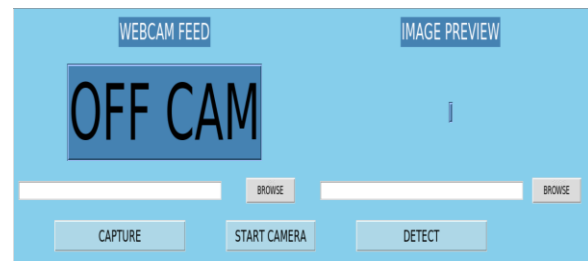 WEBCAM FEED
IMAGE PREVIEW
OFF CAM
BROWSE
BROWSE
CAPTURE
START CAMERA
DETECT